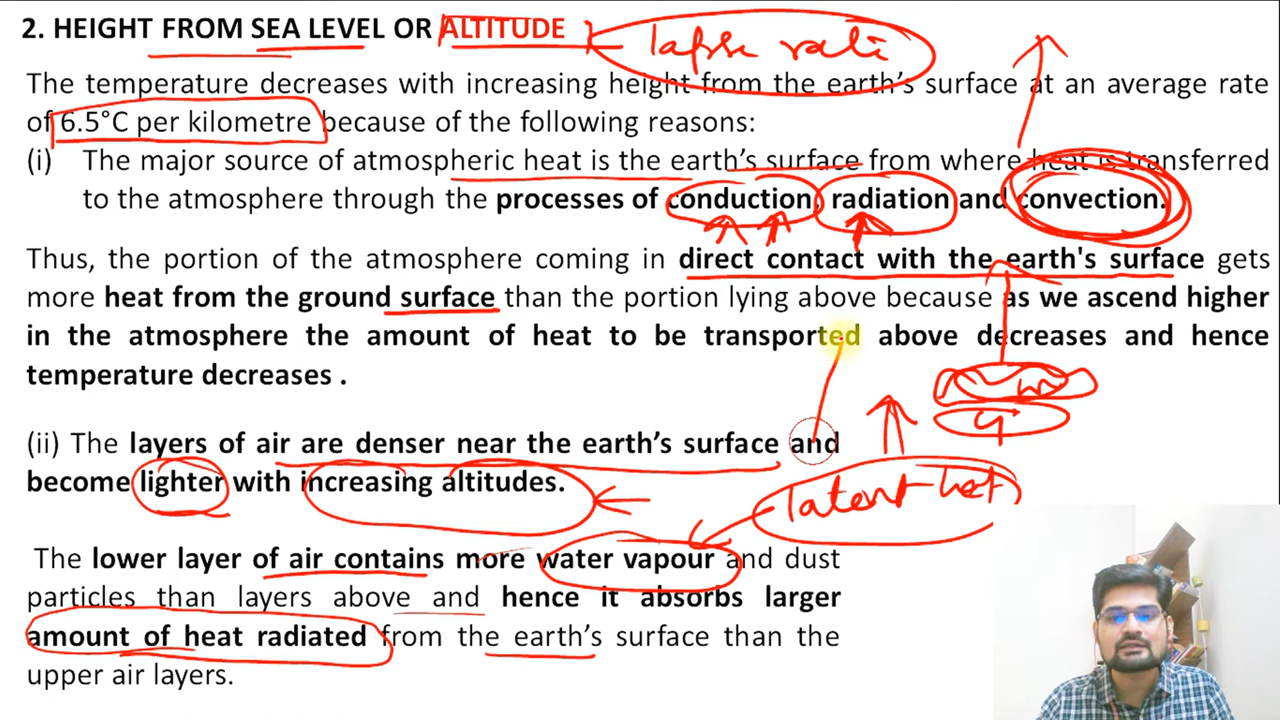 2. HEIGHT FROM SEA LEVEL OR ALTITUDE lapse rate
The temperature decreases with increasing height from the earth's surface at an average rate
of 6.5°C per kilometre because of the following reasons:
(i) The major source of atmospheric heat is the earth's surface from where heat is transferred
to the atmosphere through the processes of conduction, radiation and convection.
Thus, the portion of the atmosphere coming in direct contact with the earth's surface gets
more heat from the ground surface than the portion lying above because as we ascend higher
in the atmosphere the amount of heat to be transported above decreases and hence
temperature decreases .
(ii) The layers of air are denser near the earth's surface and
become lighter with increasing altitudes.
latent heat
The lower layer of air contains more water vapour and dust
particles than layers above and hence it absorbs larger
amount of heat radiated from the earth's surface than the
upper air layers.